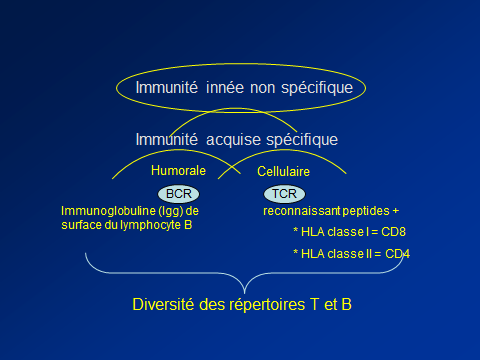 Immunité innée non spécifique
Immunité acquise spécifique
Humorale
Cellulaire
BCR
TCR
Immunoglobuline (Igg) de
surface du lymphocyte B
reconnaissant peptides +
* HLA classe I = CD8
* HLA classe II = CD4
Diversité des répertoires T et B